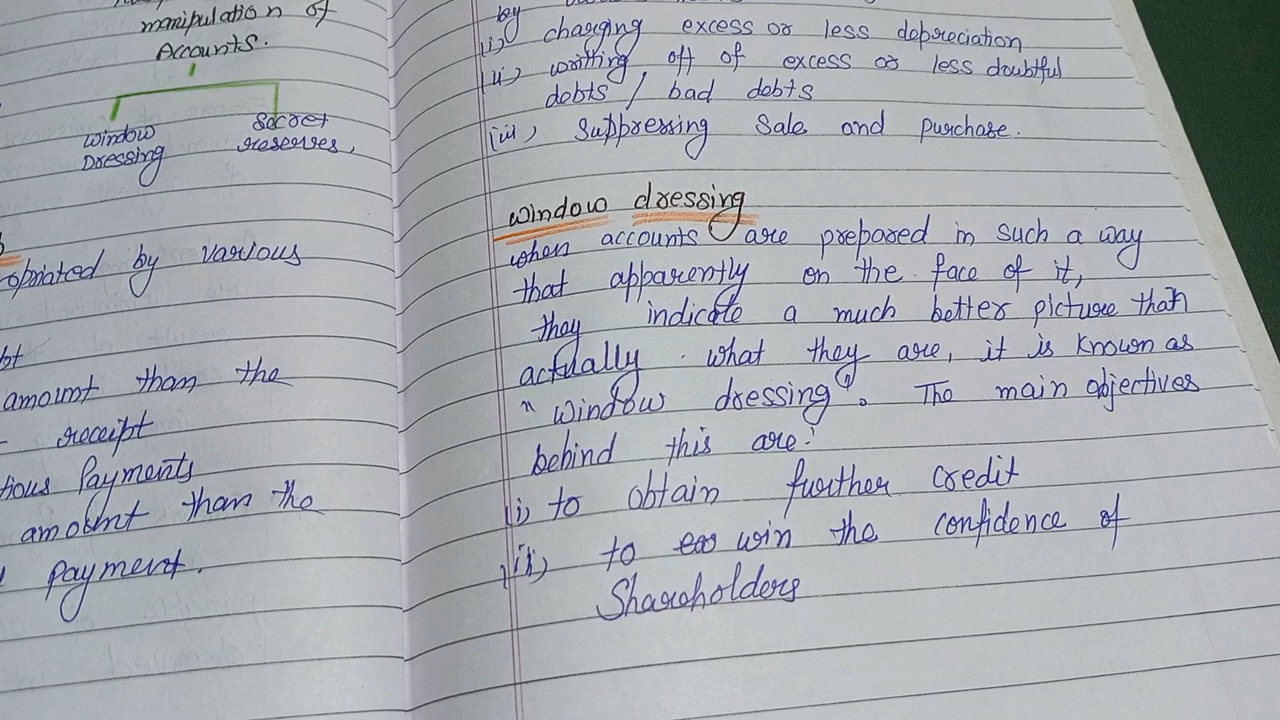 manipulation of
Accounts.
Window
Dressing
Secret
reserves,
by various
amount than the
receipt
Payments
amount than the
payment.
by
(i) charging excess or less depreciation
(ii) writting off of excess or less doubtful
debts / bad debts
(iii) Suppressing Sale and purchase.
window dressing
when accounts are prepared in such a way
that apparently on the face of it,
they indicate a much better picture than
actually. what they are, it is known as
"window dressing". The main objectives
behind this are:
(i) to obtain further credit
(ii) to win the confidence of
Shareholders